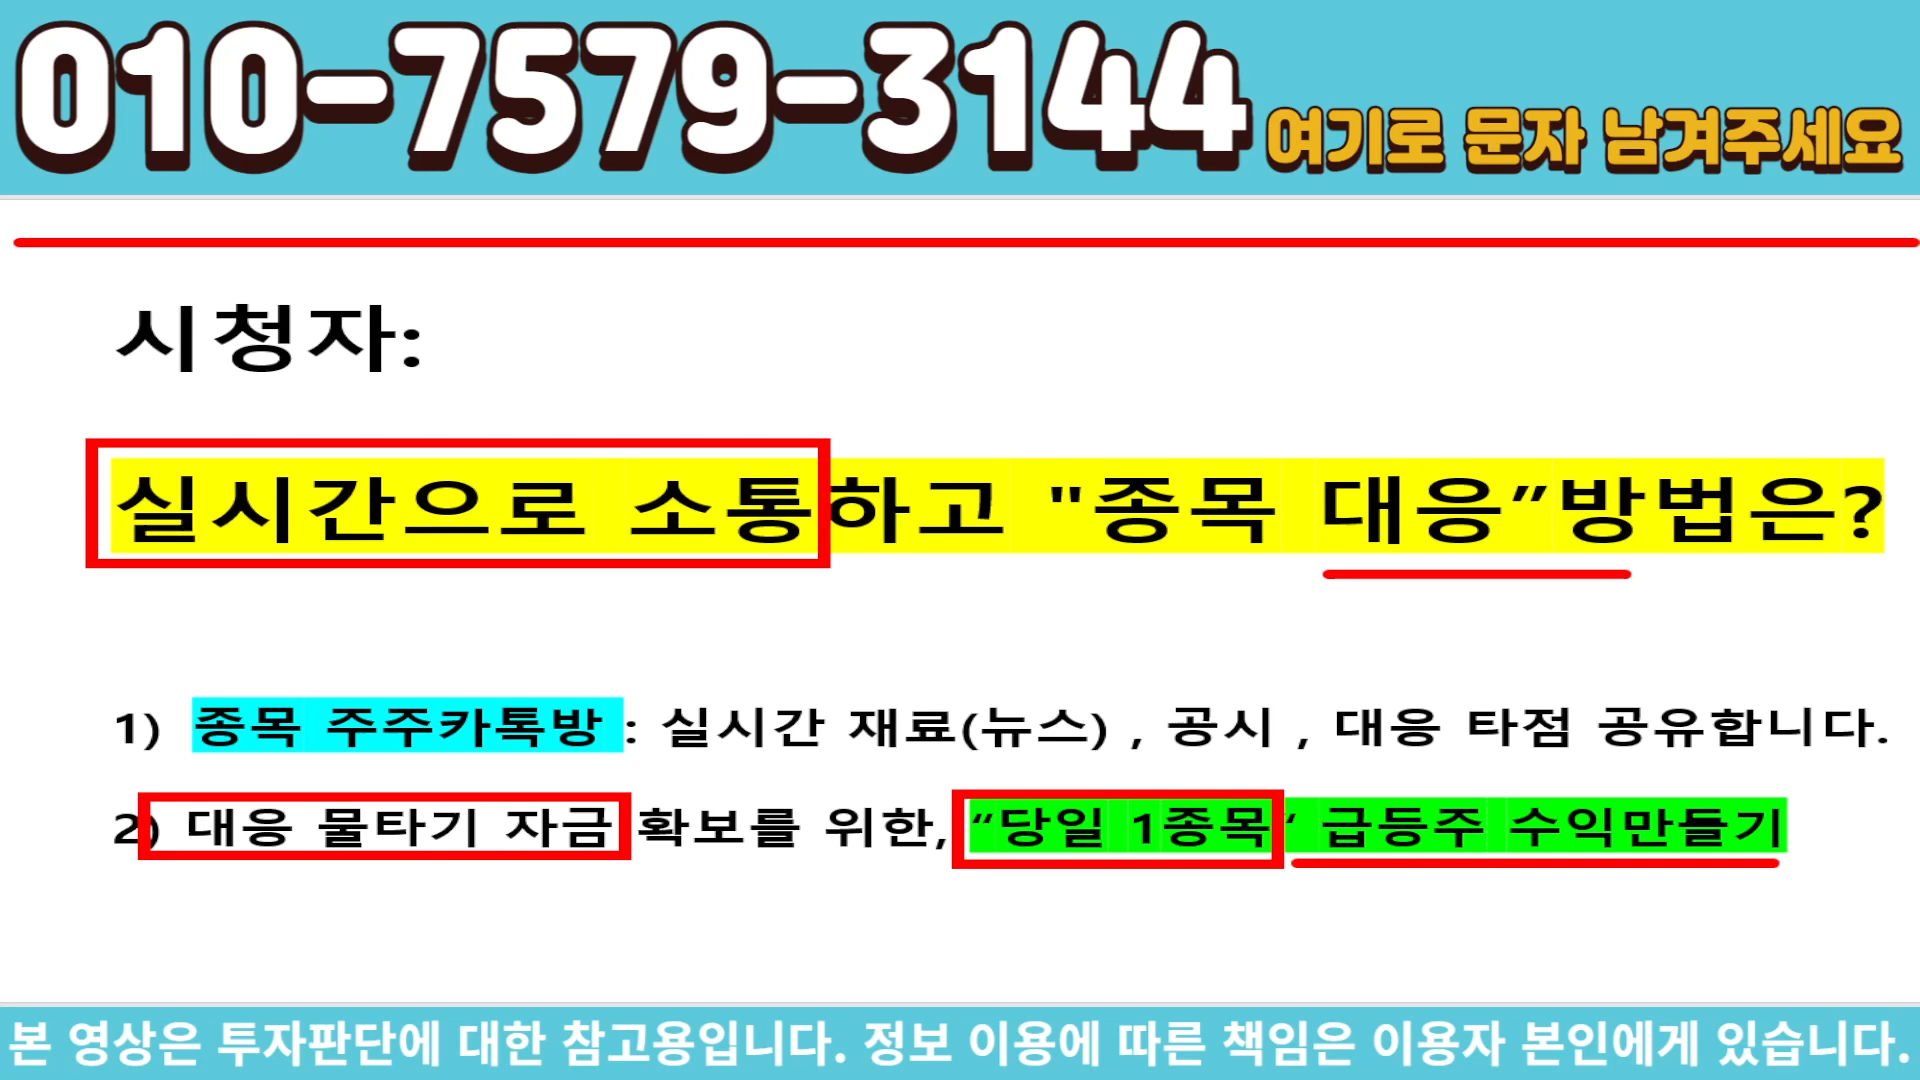 010-7579-3144 여기로 문자 남겨주세요
시청자:
실시간으로 소통하고 "종목 대응”방법은?
1) 종목 주주카톡방 : 실시간 재료(뉴스) , 공시 , 대응 타점 공유합니다.
2) 대응 물타기 자금 확보를 위한, “당일 1종목‘ 급등주 수익만들기
본 영상은 투자판단에 대한 참고용입니다. 정보 이용에 따른 책임은 이용자 본인에게 있습니다.